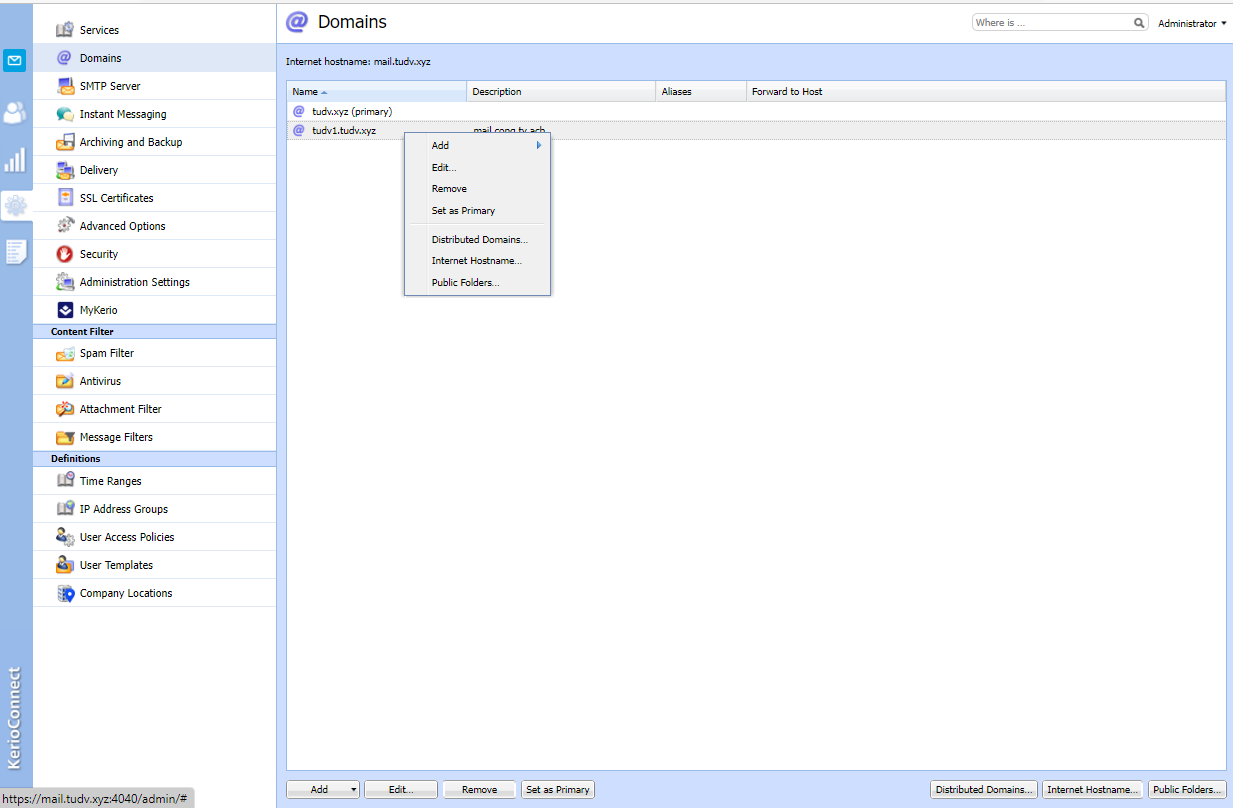 Services
Domains
SMTP Server
Instant Messaging
Archiving and Backup
Delivery
SSL Certificates
Advanced Options
Security
Administration Settings
MyKerio
Content Filter
Spam Filter
Antivirus
Attachment Filter
Message Filters
Definitions
Time Ranges
IP Address Groups
User Access Policies
User Templates
Company Locations
KerioConnect
https://mail.tudv.xyz:4040/admin/#
@ Domains
Where is ...
Administrator
Internet hostname: mail.tudv.xyz
Name Description Aliases Forward to Host
tudv.xyz (primary)
tudv1.tudv.xyz mail cong ty ach
Add
Edit...
Remove
Set as Primary
Distributed Domains...
Internet Hostname...
Public Folders...
Add Edit... Remove Set as Primary Distributed Domains... Internet Hostname... Public Folders...